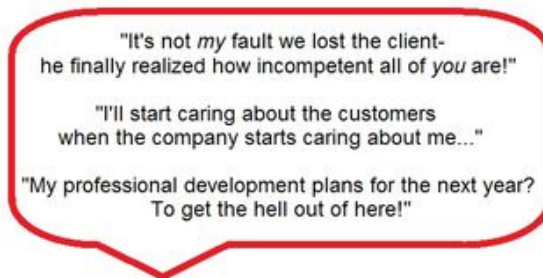 "It's not my fault we lost the client-
he finally realized how incompetent all of you are!"
"I'll start caring about the customers
when the company starts caring about me..."
"My professional development plans for the next year?
To get the hell out of here!"